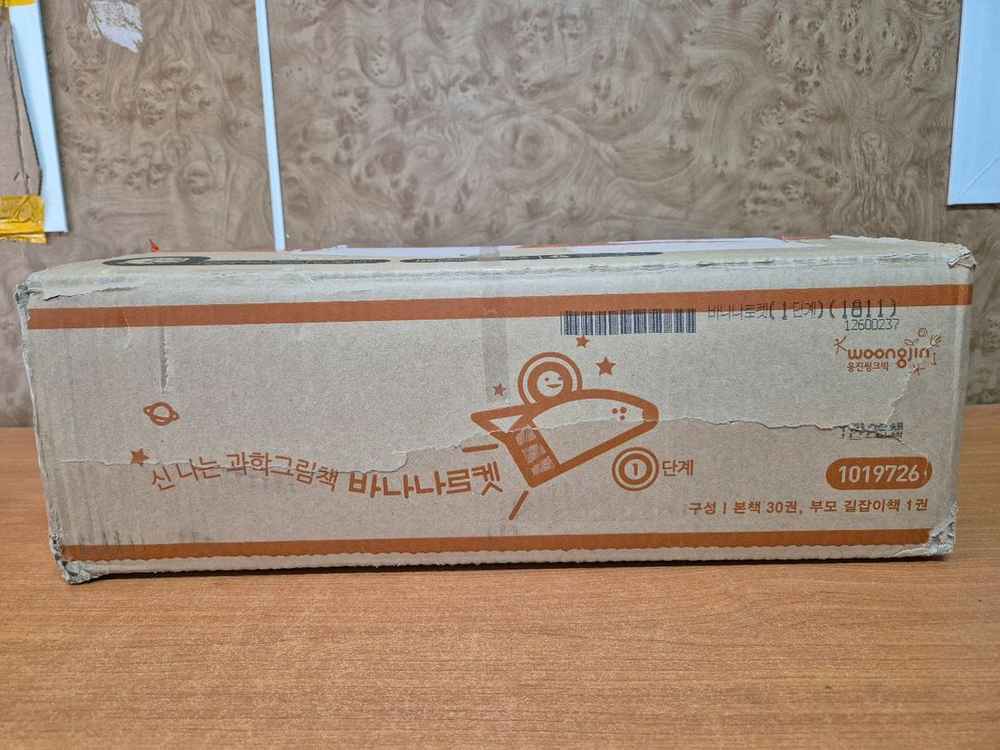 바나나로켓(1단계)(1811)
12600237
woongjin
웅진씽크빅
신나는 과학그림책 바나나로켓
1단계
1019726
구성 | 본책 30권, 부모 길잡이책 1권